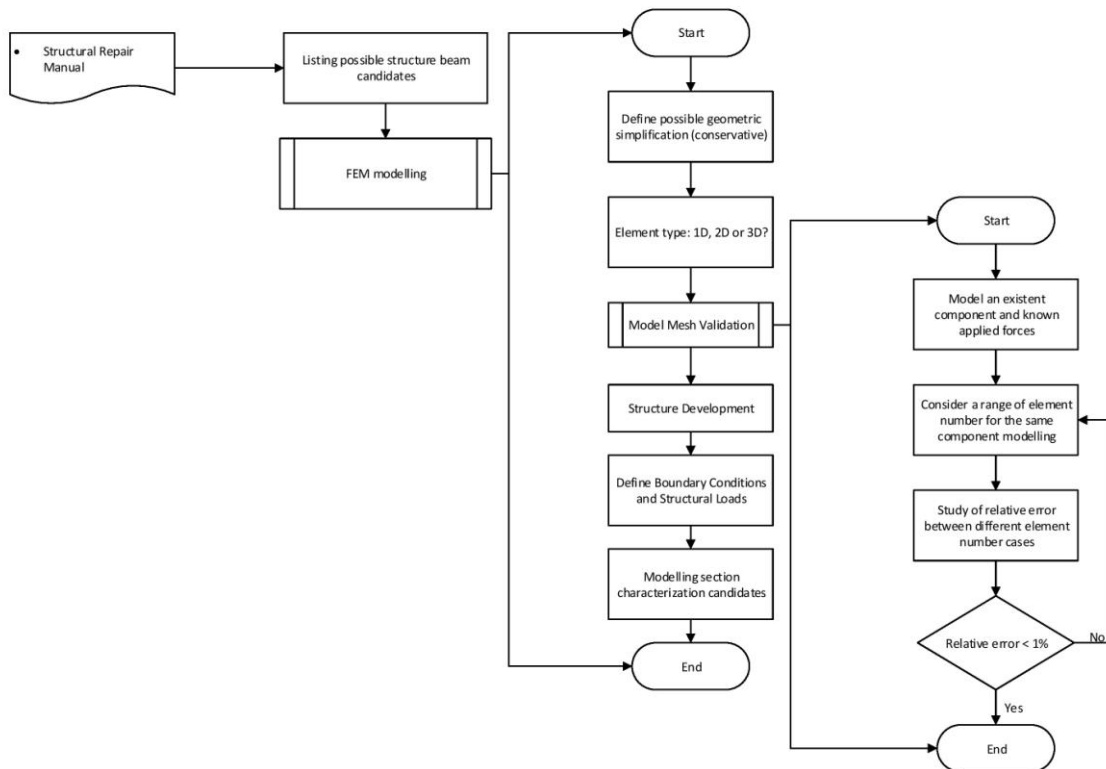 • Structural Repair
Manual
Listing possible structure beam
candidates
FEM modelling
Start
Define possible geometric
simplification (conservative)
Element type: 1D, 2D or 3D?
Model Mesh Validation
Structure Development
Define Boundary Conditions
and Structural Loads
Modelling section
characterization candidates
End
Start
Model an existent
component and known
applied forces
Consider a range of element
number for the same
component modelling
Study of relative error
between different element
number cases
Relative error < 1%
No
Yes
End